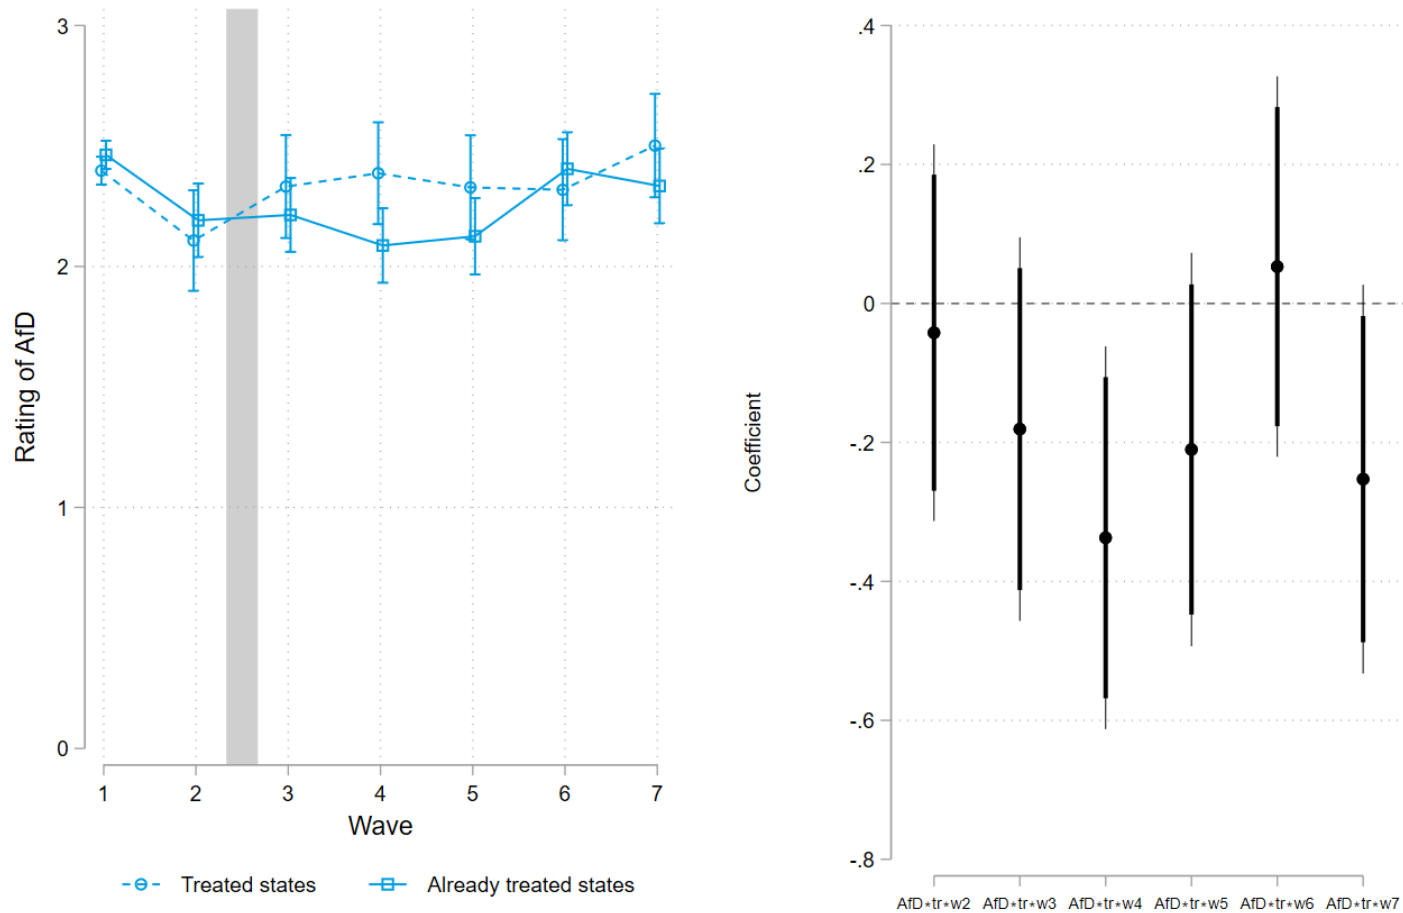 3
2
1
0
Rating of AfD
1 2 3 4 5 6 7
Wave
Treated states Already treated states
.4
.2
0
-.2
-.4
-.6
-.8
Coefficient
AfD*tr*w2 AfD*tr*w3 AfD*tr*w4 AfD*tr*w5 AfD*tr*w6 AfD*tr*w7